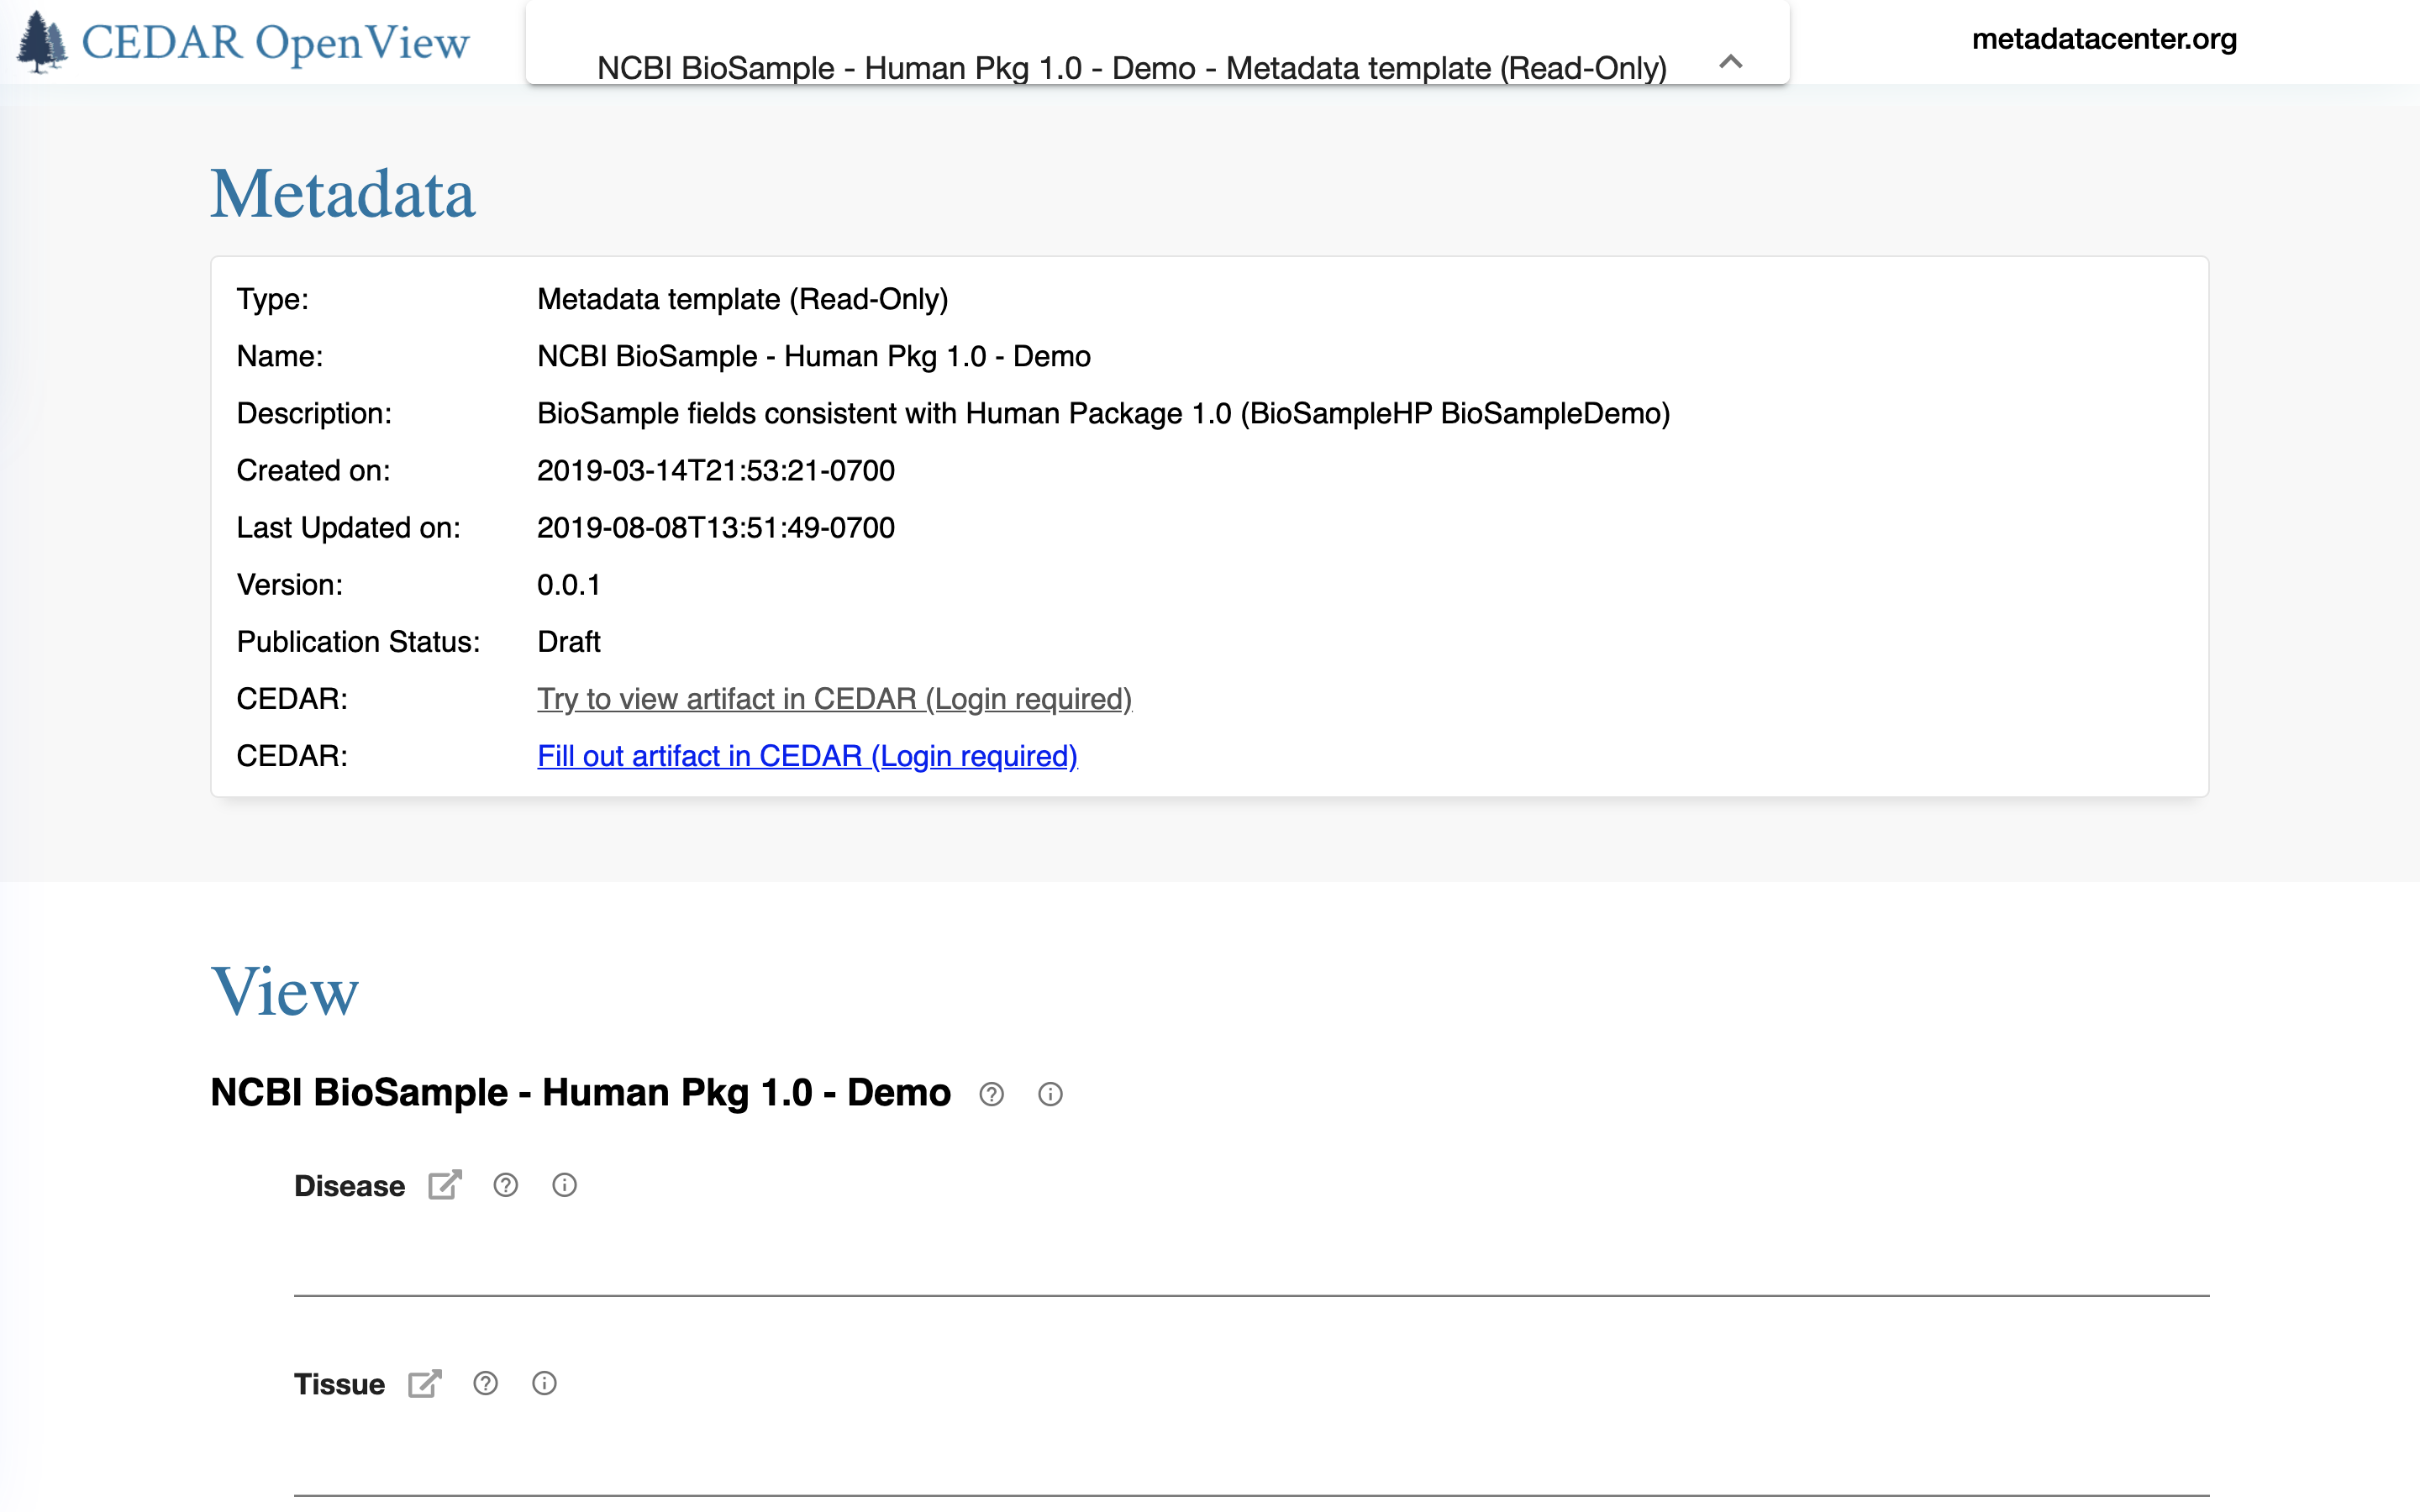 CEDAR OpenView
NCBI BioSample - Human Pkg 1.0 - Demo - Metadata template (Read-Only)
metadatacenter.org
Metadata
Type: Metadata template (Read-Only)
Name: NCBI BioSample - Human Pkg 1.0 - Demo
Description: BioSample fields consistent with Human Package 1.0 (BioSampleHP BioSampleDemo)
Created on: 2019-03-14T21:53:21-0700
Last Updated on: 2019-08-08T13:51:49-0700
Version: 0.0.1
Publication Status: Draft
CEDAR: Try to view artifact in CEDAR (Login required)
CEDAR: Fill out artifact in CEDAR (Login required)
View
NCBI BioSample - Human Pkg 1.0 - Demo
Disease
Tissue